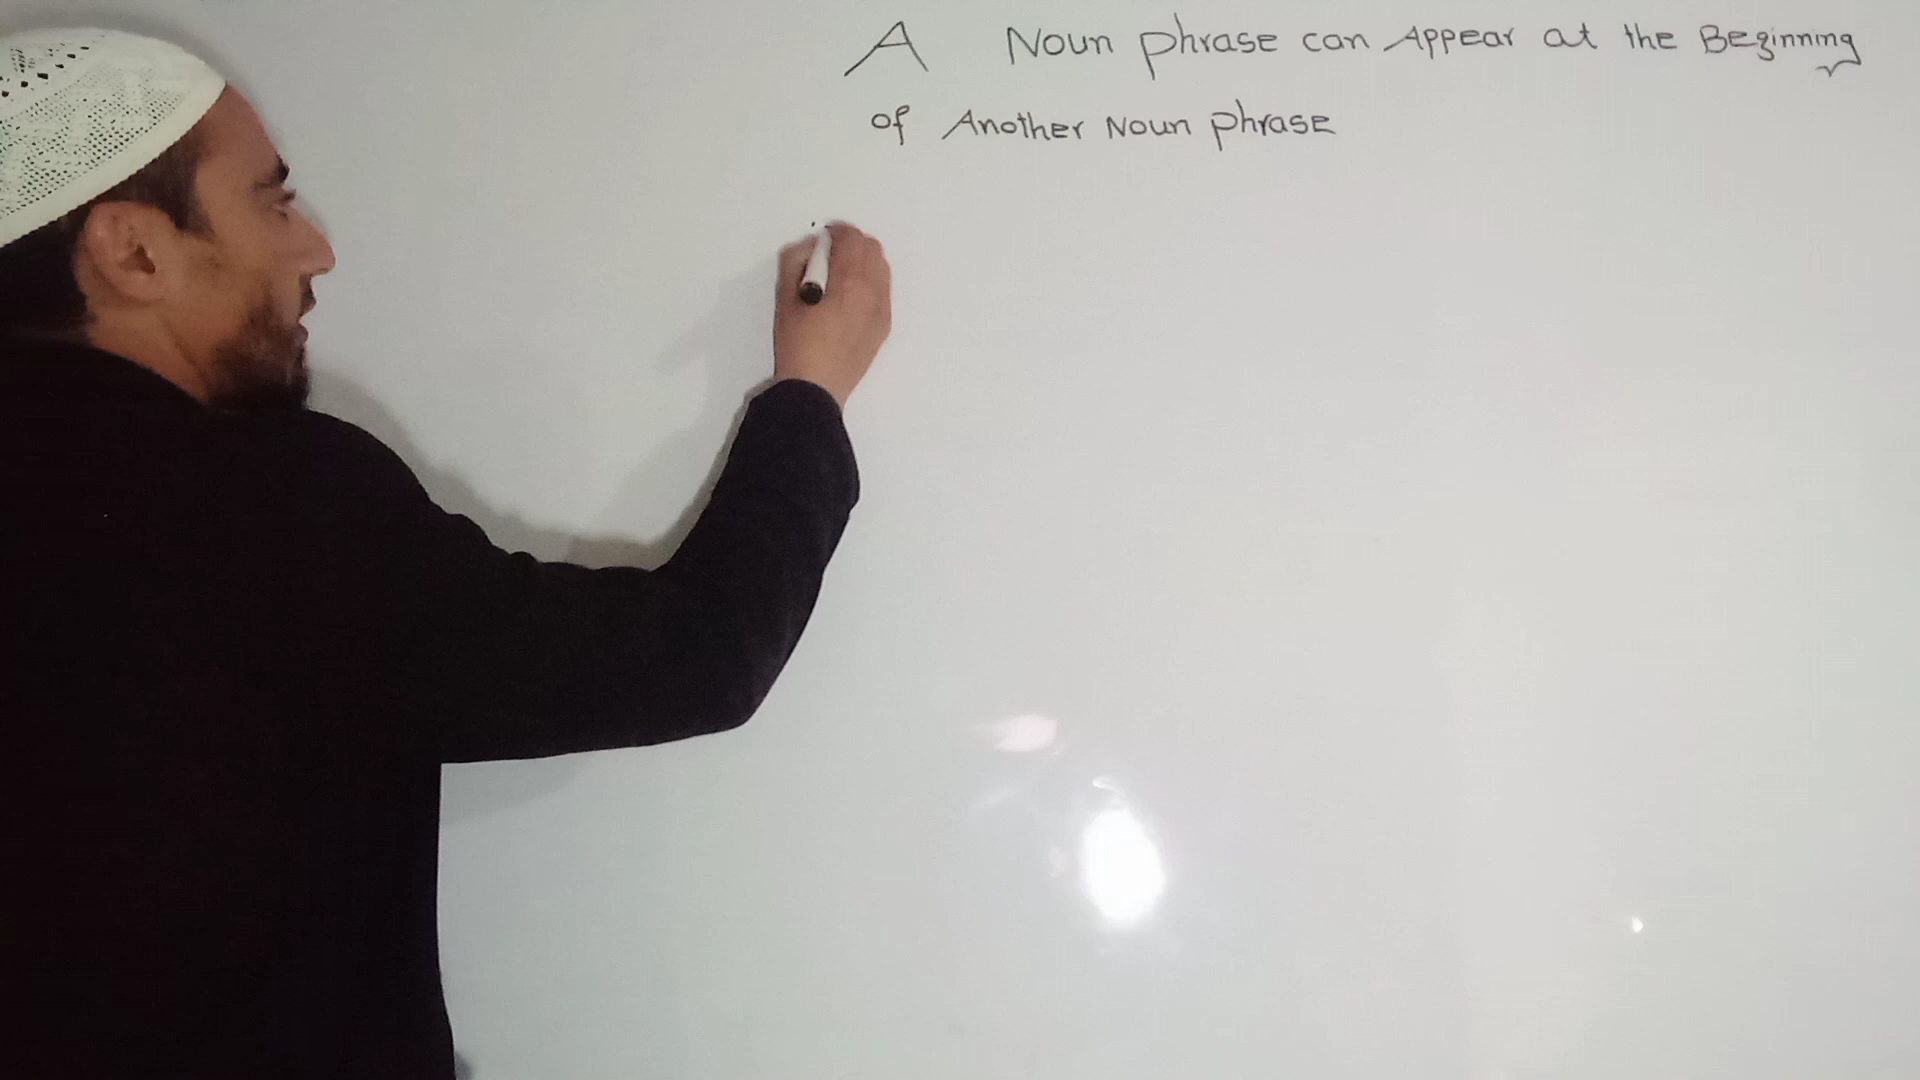 A Noun phrase can Appear at the Beginning
of Another Noun phrase